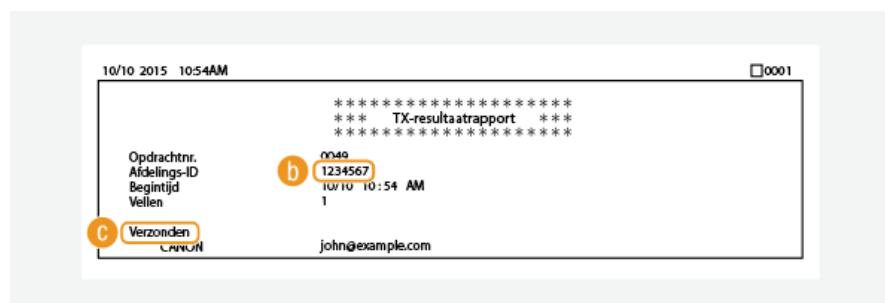 10/10 2015 10:54AM □0001
* * * * * * * * * * * * * * * * * * * *
* * * TX-resultaatrapport * * *
* * * * * * * * * * * * * * * * * * * *
Opdrachtnr. 0049
Afdelings-ID b 1234567
Begintijd 10/10 10:54 AM
Vellen 1
c Verzonden
CANON john@example.com